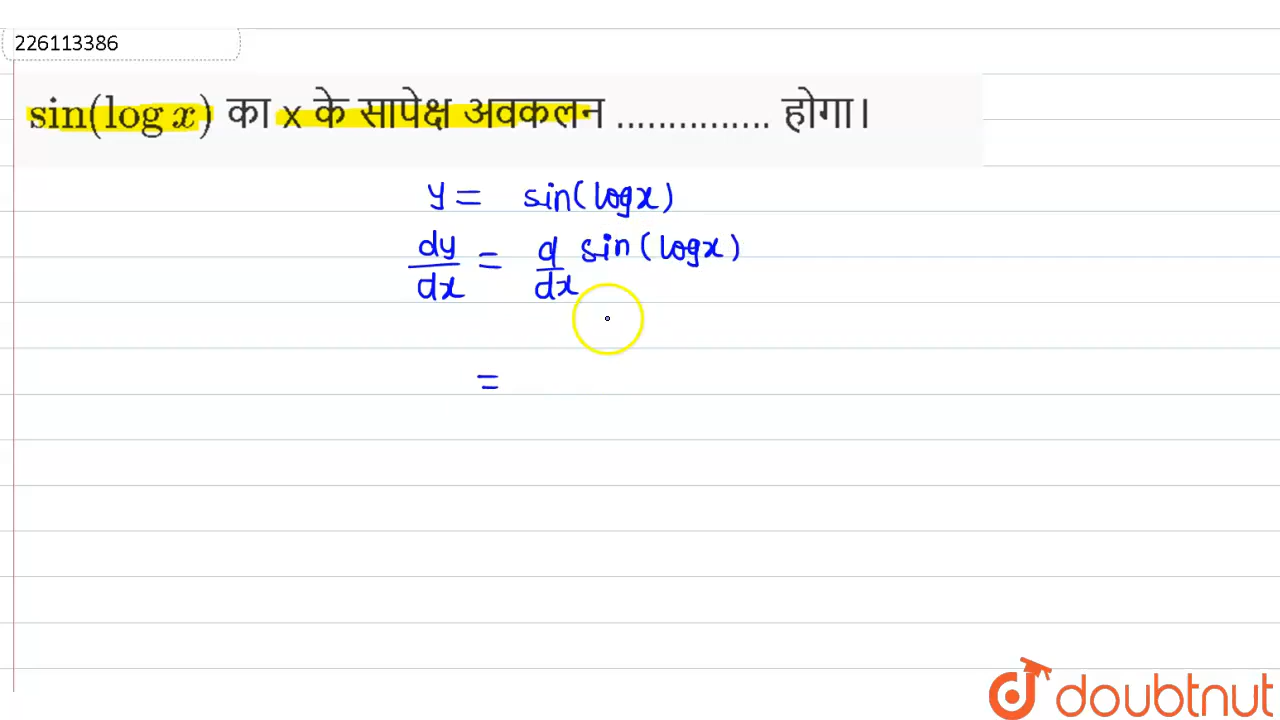 226113386
sin(log x) का x के सापेक्ष अवकलन ............... होगा।
y = sin(logx)
dy/dx = d/dx sin(logx)
=
doubtnut